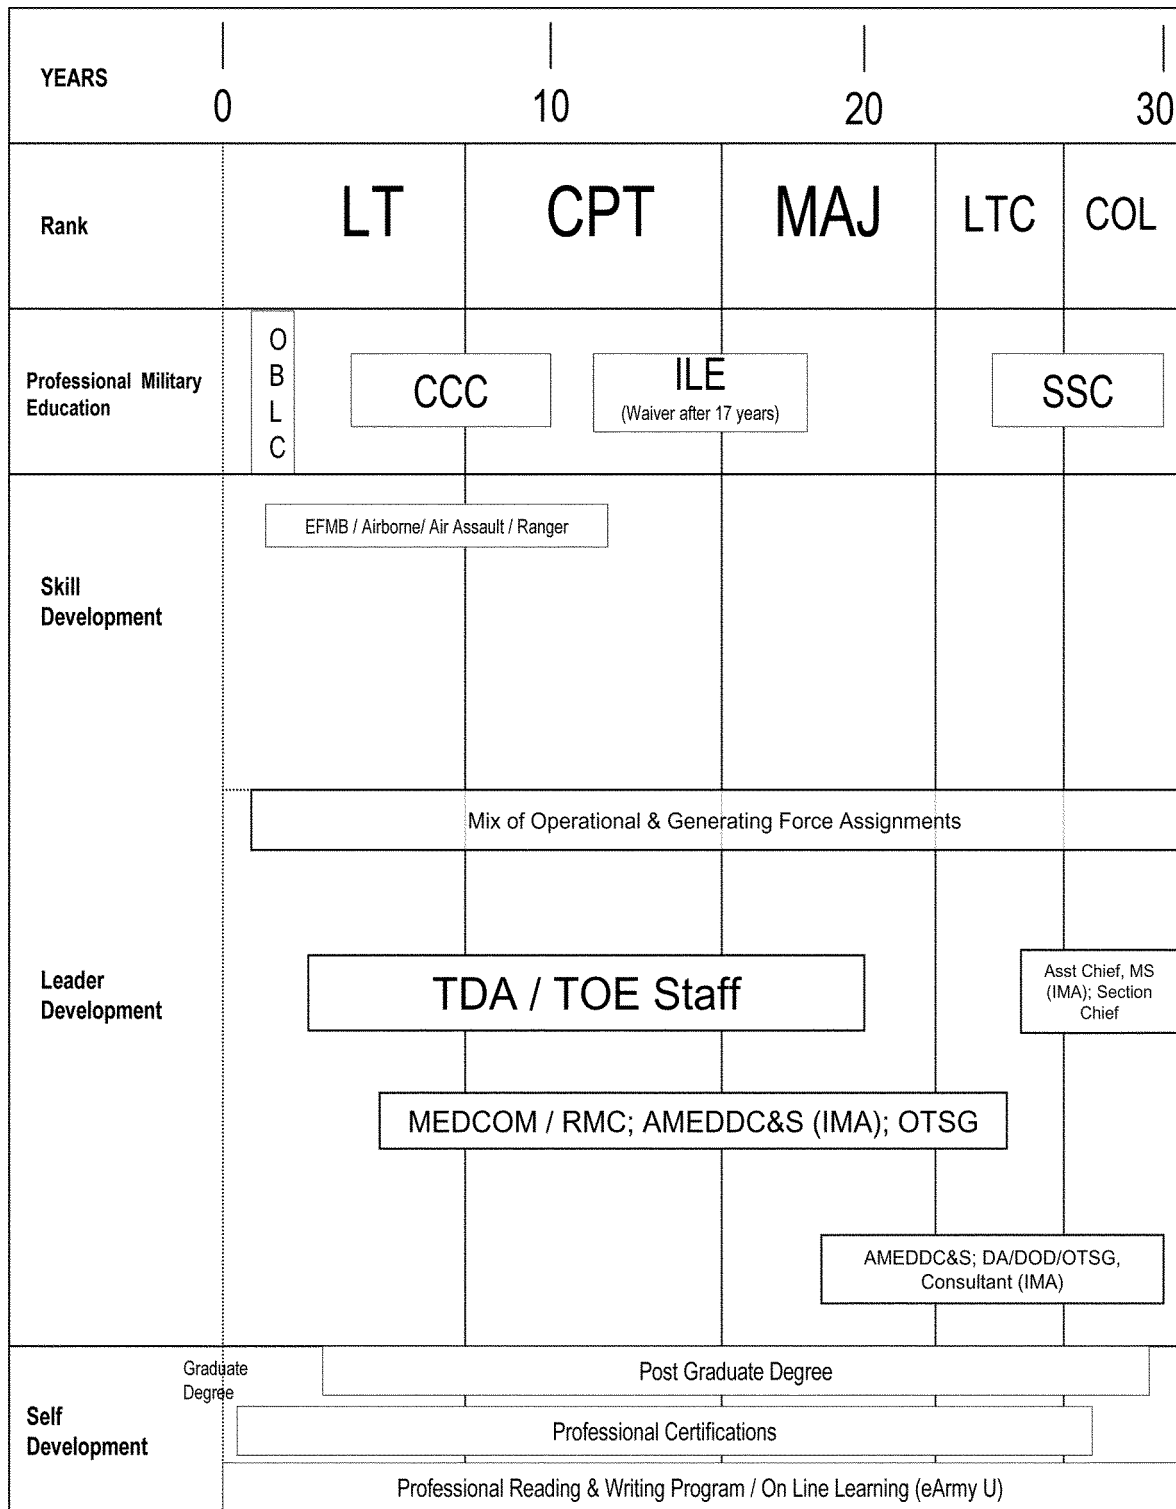 YEARS
0 10 20 30
Rank
LT CPT MAJ LTC COL
Professional Military
Education
O
B
L
C
CCC
ILE
(Waiver after 17 years)
SSC
EFMB / Airborne/ Air Assault / Ranger
Skill
Development
Mix of Operational & Generating Force Assignments
Leader
Development
TDA / TOE Staff
Asst Chief, MS
(IMA); Section
Chief
MEDCOM / RMC; AMEDDC&S (IMA); OTSG
AMEDDC&S; DA/DOD/OTSG,
Consultant (IMA)
Self
Development
Graduate
Degree
Post Graduate Degree
Professional Certifications
Professional Reading & Writing Program / On Line Learning (eArmy U)